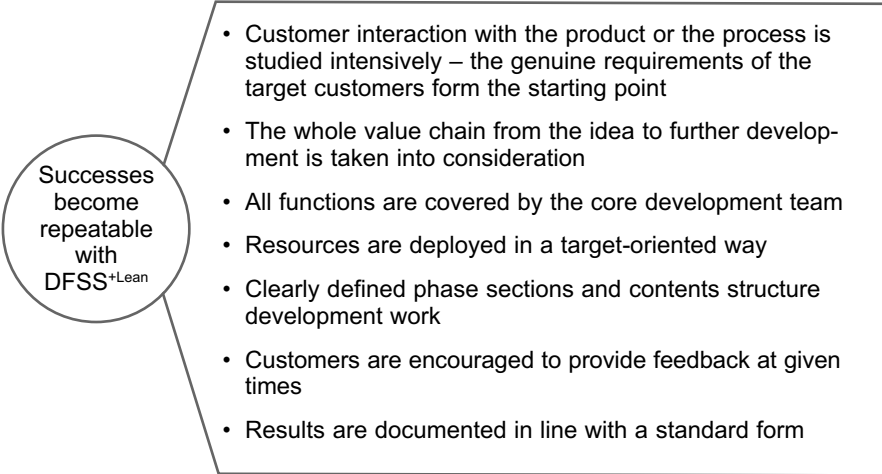 • Customer interaction with the product or the process is
studied intensively – the genuine requirements of the
target customers form the starting point
• The whole value chain from the idea to further develop-
ment is taken into consideration
Successes
become
repeatable
with
DFSS+Lean
• All functions are covered by the core development team
• Resources are deployed in a target-oriented way
• Clearly defined phase sections and contents structure
development work
• Customers are encouraged to provide feedback at given
times
• Results are documented in line with a standard form